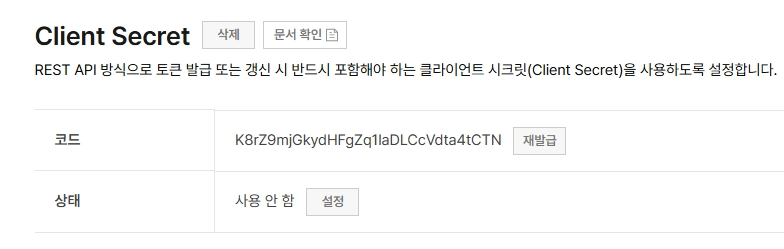 Client Secret 삭제 문서 확인
REST API 방식으로 토큰 발급 또는 갱신 시 반드시 포함해야 하는 클라이언트 시크릿(Client Secret)을 사용하도록 설정합니다.
코드 K8rZ9mjGkydHFgZq1laDLCcVdta4tCTN 재발급
상태 사용 안 함 설정